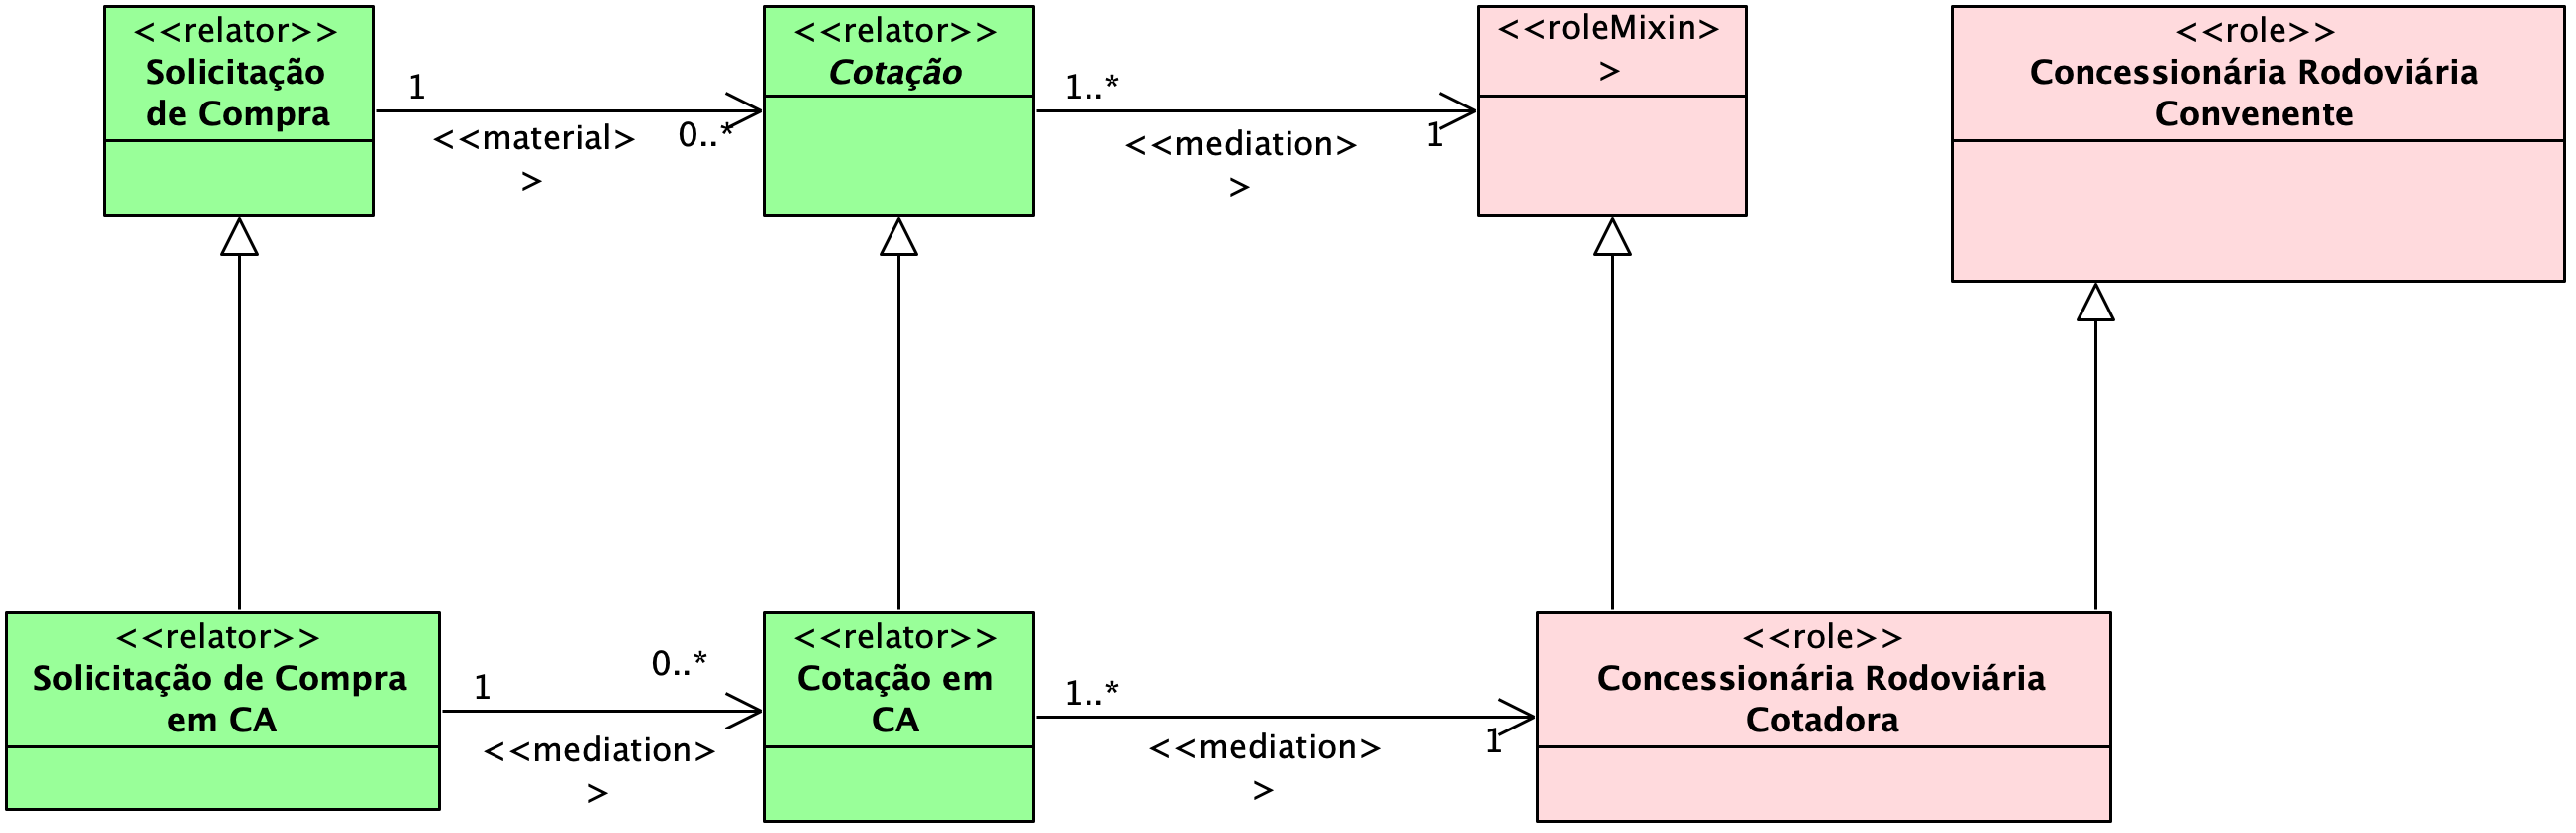 <<relator>>
Solicitação
de Compra
1
<<material>
>
0..*
<<relator>>
Cotação
1..*
<<mediation>
>
1
<<roleMixin>
>
<<role>>
Concessionária Rodoviária
Convenente
<<relator>>
Solicitação de Compra
em CA
1
0..*
<<mediation>
>
<<relator>>
Cotação em
CA
1..*
<<mediation>
>
1
<<role>>
Concessionária Rodoviária
Cotadora